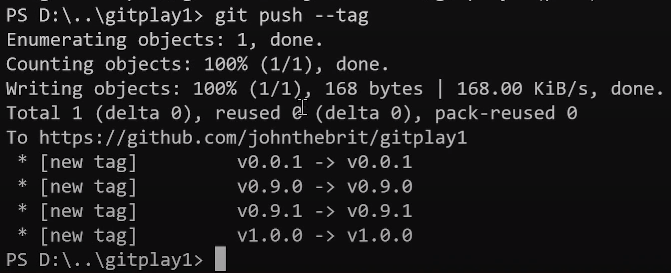 PS D:\..\gitplay1> git push --tag
Enumerating objects: 1, done.
Counting objects: 100% (1/1), done.
Writing objects: 100% (1/1), 168 bytes | 168.00 KiB/s, done.
Total 1 (delta 0), reused 0 (delta 0), pack-reused 0
To https://github.com/johnthebrit/gitplay1
 * [new tag]         v0.0.1 -> v0.0.1
 * [new tag]         v0.9.0 -> v0.9.0
 * [new tag]         v0.9.1 -> v0.9.1
 * [new tag]         v1.0.0 -> v1.0.0
PS D:\..\gitplay1>